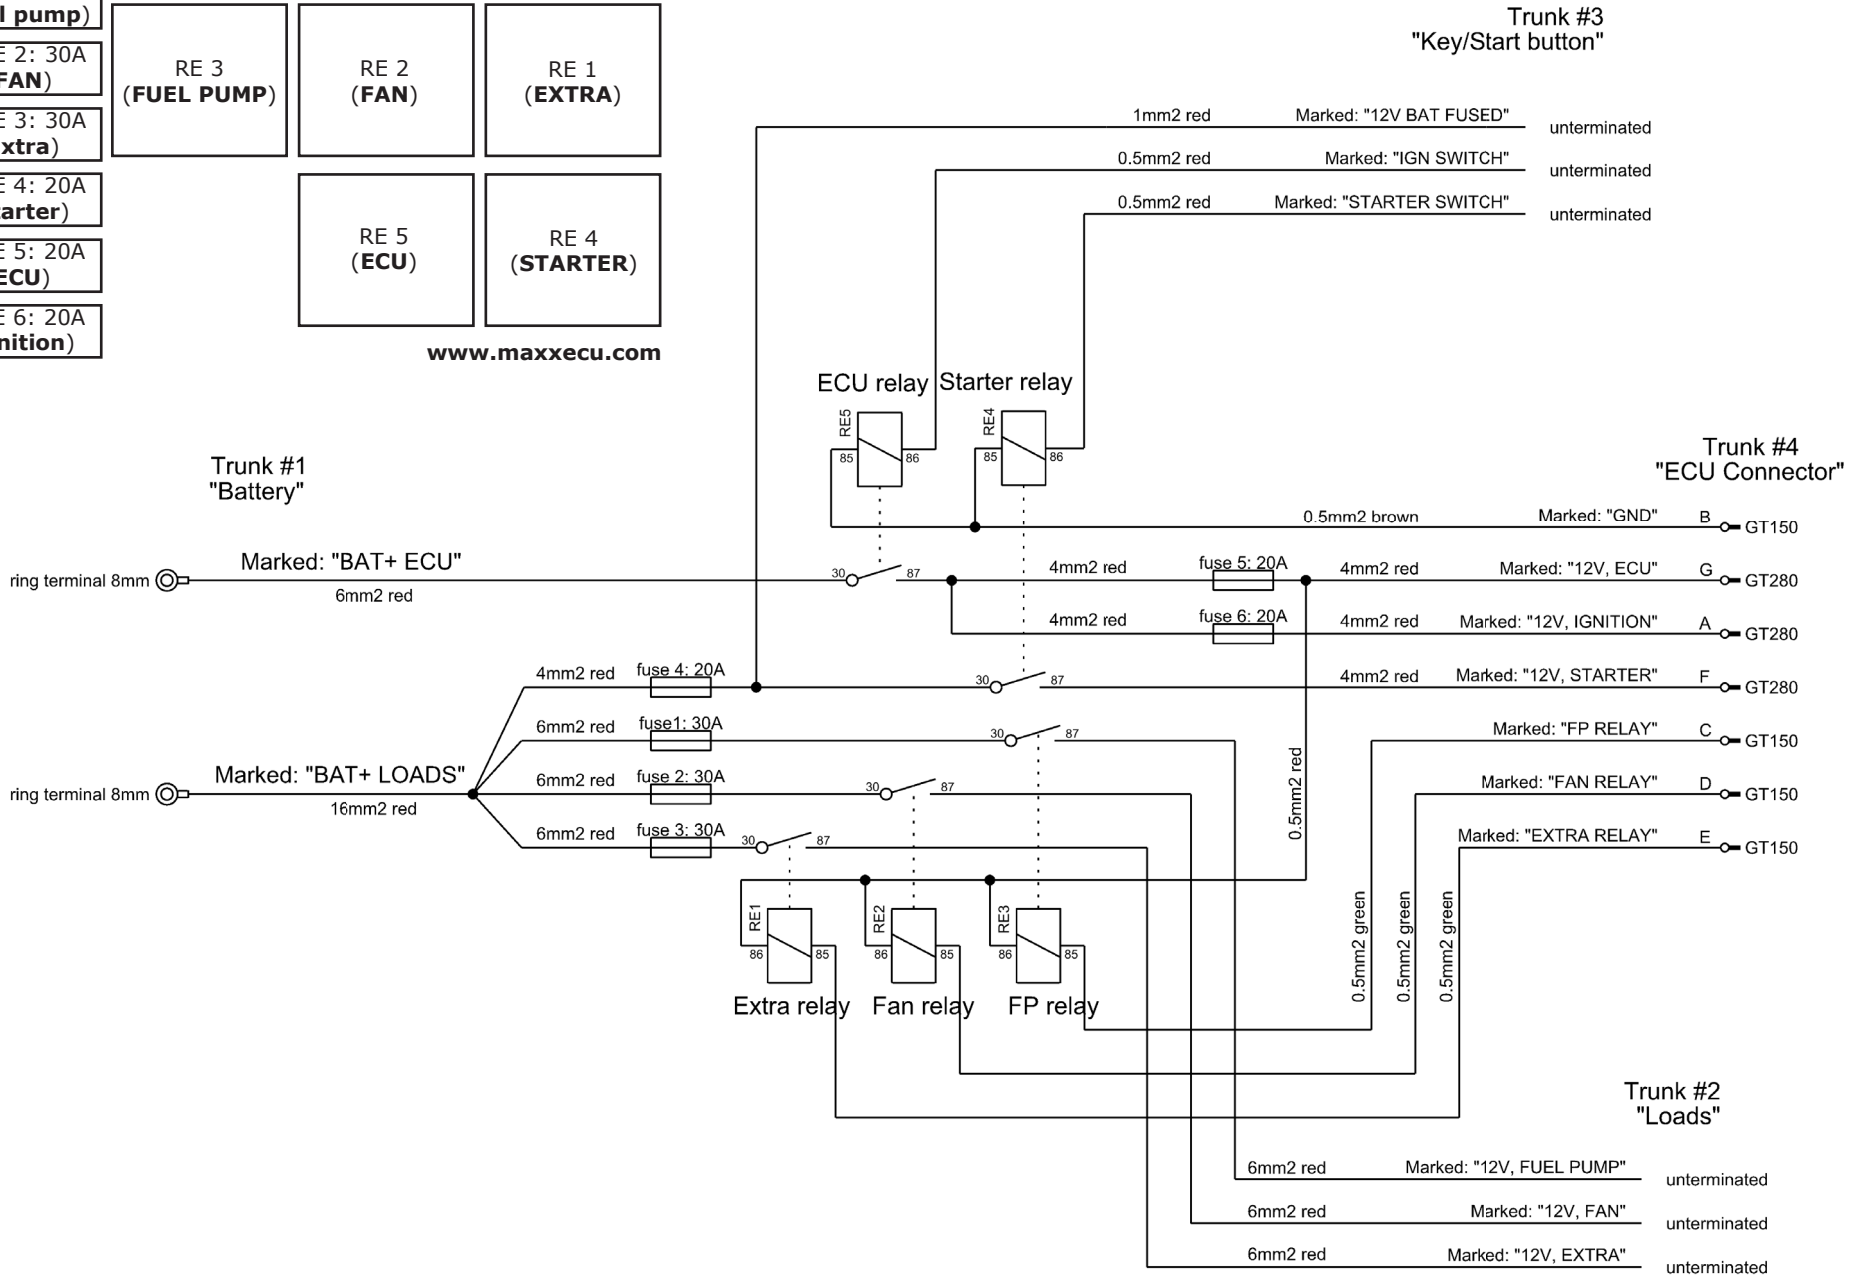 pump)
2: 30A
FAN)
3: 30A
4: 20A
5: 20A
ECU)
6: 20A
RE 3
(FUEL PUMP)
RE 2
(FAN)
RE 1
(EXTRA)
RE 5
(ECU)
RE 4
(STARTER)
www.maxxecu.com
Trunk #3
"Key/Start button"
1mm2 red Marked: "12V BAT FUSED" unterminated
0.5mm2 red Marked: "IGN SWITCH" unterminated
0.5mm2 red Marked: "STARTER SWITCH" unterminated
ECU relay Starter relay
RE5 RE4
85 86 85 86
Trunk #1
"Battery"
Trunk #4
"ECU Connector"
0.5mm2 brown Marked: "GND" B GT150
Marked: "BAT+ ECU"
ring terminal 8mm 6mm2 red
30 87 4mm2 red fuse 5: 20A 4mm2 red Marked: "12V, ECU" G GT280
4mm2 red fuse 6: 20A 4mm2 red Marked: "12V, IGNITION" A GT280
4mm2 red fuse 4: 20A 30 87 4mm2 red Marked: "12V, STARTER" F GT280
6mm2 red fuse1: 30A 30 87 Marked: "FP RELAY" C GT150
Marked: "BAT+ LOADS"
ring terminal 8mm 16mm2 red
6mm2 red fuse 2: 30A 30 87 Marked: "FAN RELAY" D GT150
6mm2 red fuse 3: 30A 30 87 Marked: "EXTRA RELAY" E GT150
0.5mm2 red
RE1 RE2 RE3
86 85 86 85 86 85
Extra relay Fan relay FP relay
0.5mm2 green
0.5mm2 green
0.5mm2 green
Trunk #2
"Loads"
6mm2 red Marked: "12V, FUEL PUMP" unterminated
6mm2 red Marked: "12V, FAN" unterminated
6mm2 red Marked: "12V, EXTRA" unterminated